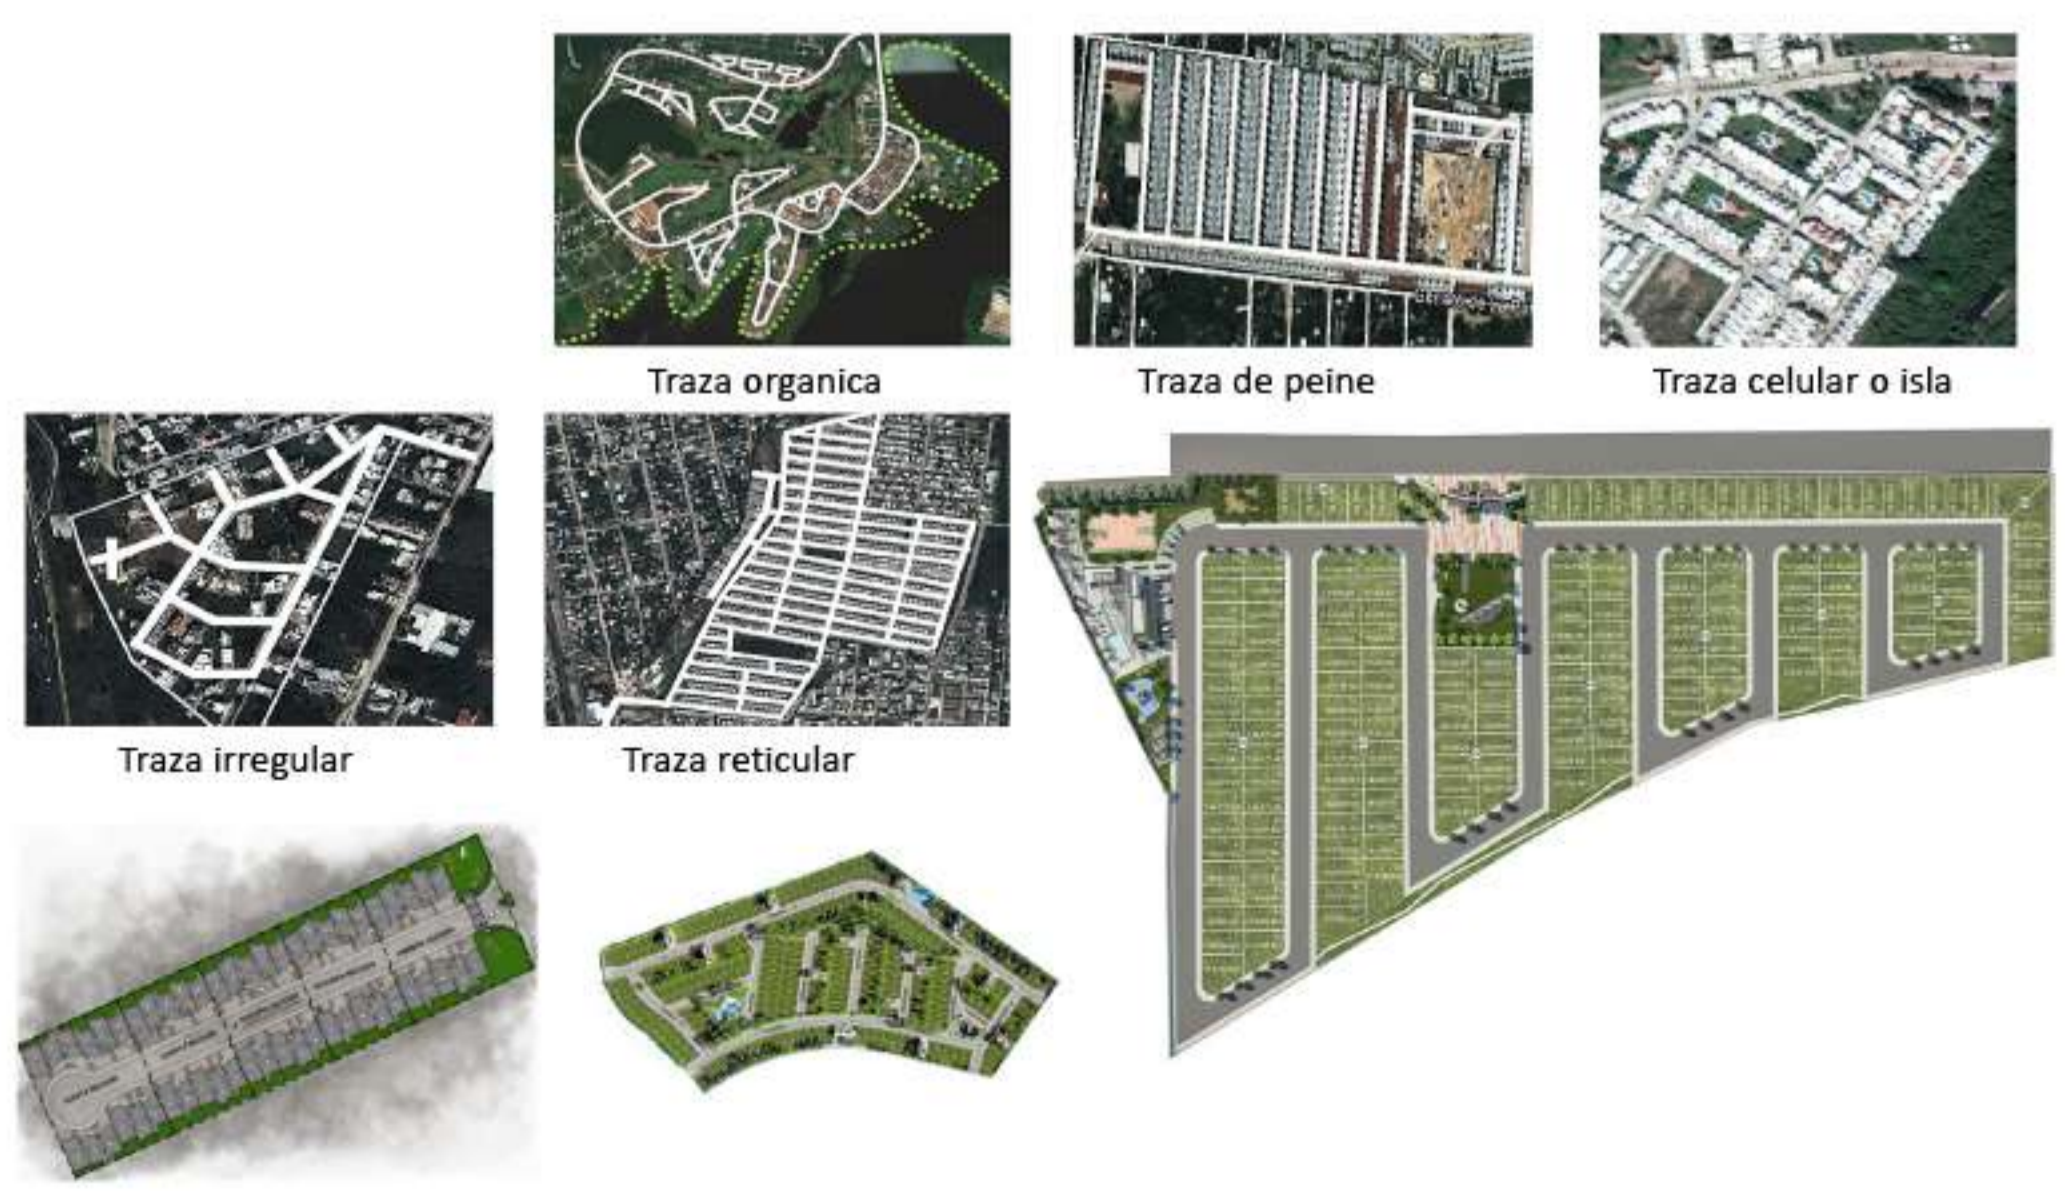 Traza organica
Traza de peine
Traza celular o isla
Traza irregular
Traza reticular